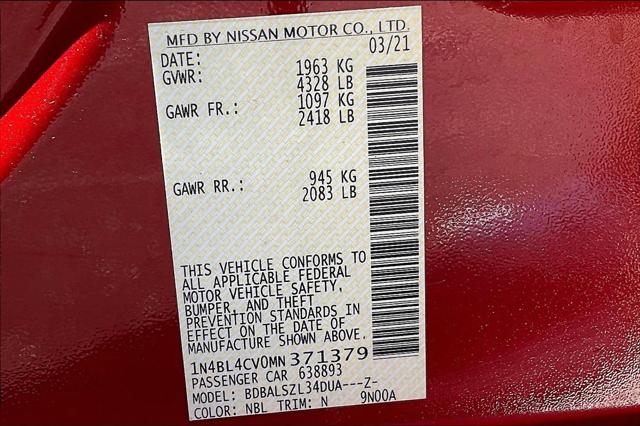 MFD BY NISSAN MOTOR CO., LTD.
DATE: 03/21
GVWR: 1963 KG
4328 LB
GAWR FR.: 1097 KG
2418 LB
GAWR RR.: 945 KG
2083 LB
THIS VEHICLE CONFORMS TO
ALL APPLICABLE FEDERAL
MOTOR VEHICLE SAFETY,
BUMPER, AND THEFT
PREVENTION STANDARDS IN
EFFECT ON THE DATE OF
MANUFACTURE SHOWN ABOVE.
1N4BL4CV0MN371379
PASSENGER CAR 638893
MODEL: BDBALSZL34DUA---Z-
COLOR: NBL TRIM: N 9N00A